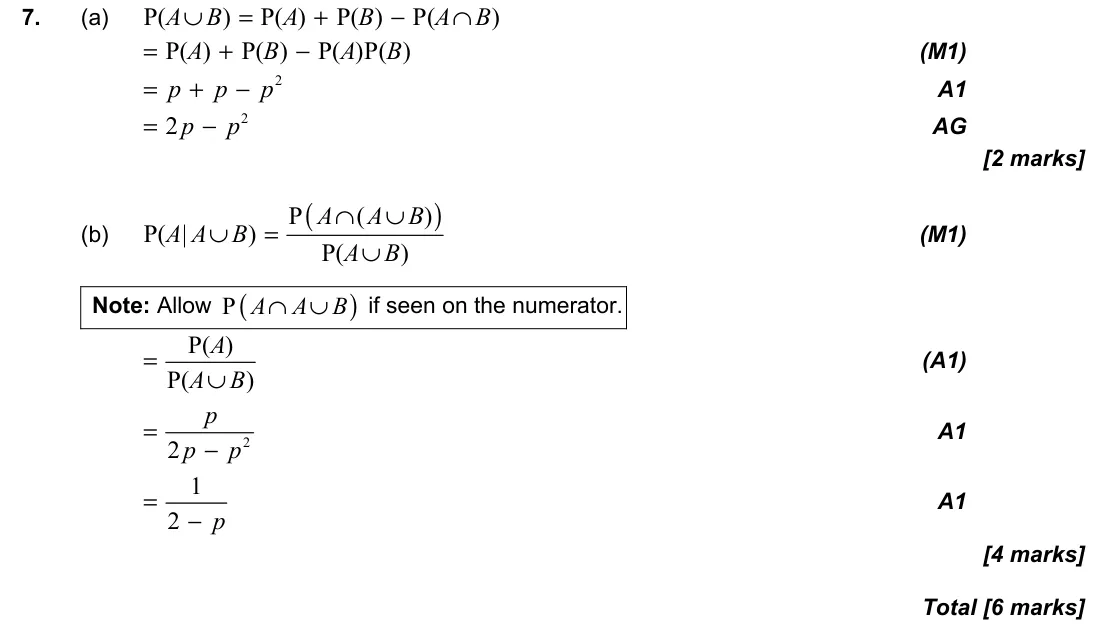 7. (a) P(A∪B) = P(A) + P(B) − P(A∩B)
= P(A) + P(B) − P(A)P(B) (M1)
= p + p − p² A1
= 2p − p² AG
[2 marks]
(b) P(A|A∪B) = P(A∩(A∪B)) / P(A∪B) (M1)
Note: Allow P(A∩A∪B) if seen on the numerator.
= P(A) / P(A∪B) (A1)
= p / (2p − p²) A1
= 1 / (2 − p) A1
[4 marks]
Total [6 marks]